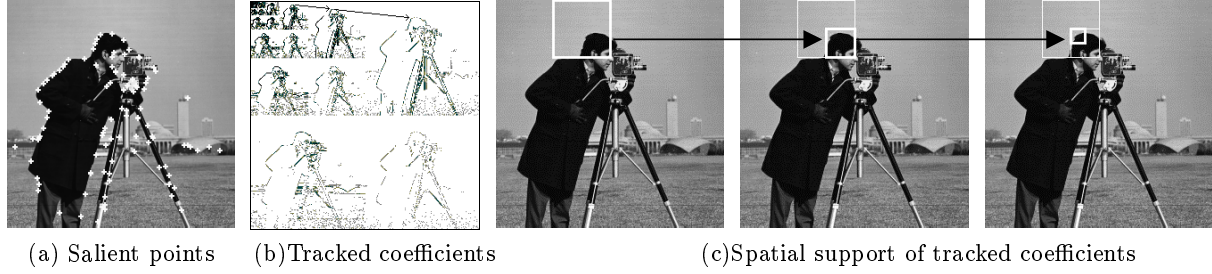 (a) Salient points
(b)Tracked coefficients
(c)Spatial support of tracked coefficients